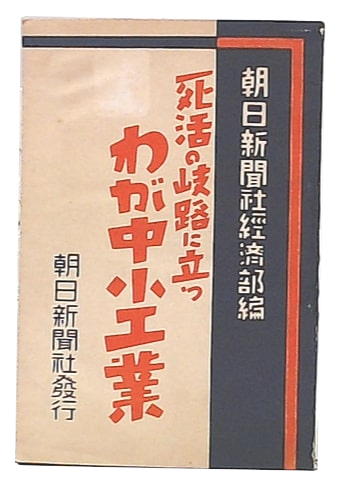 朝日新聞社經濟部編
死活の岐路に立つ
わが中小工業
朝日新聞社發行